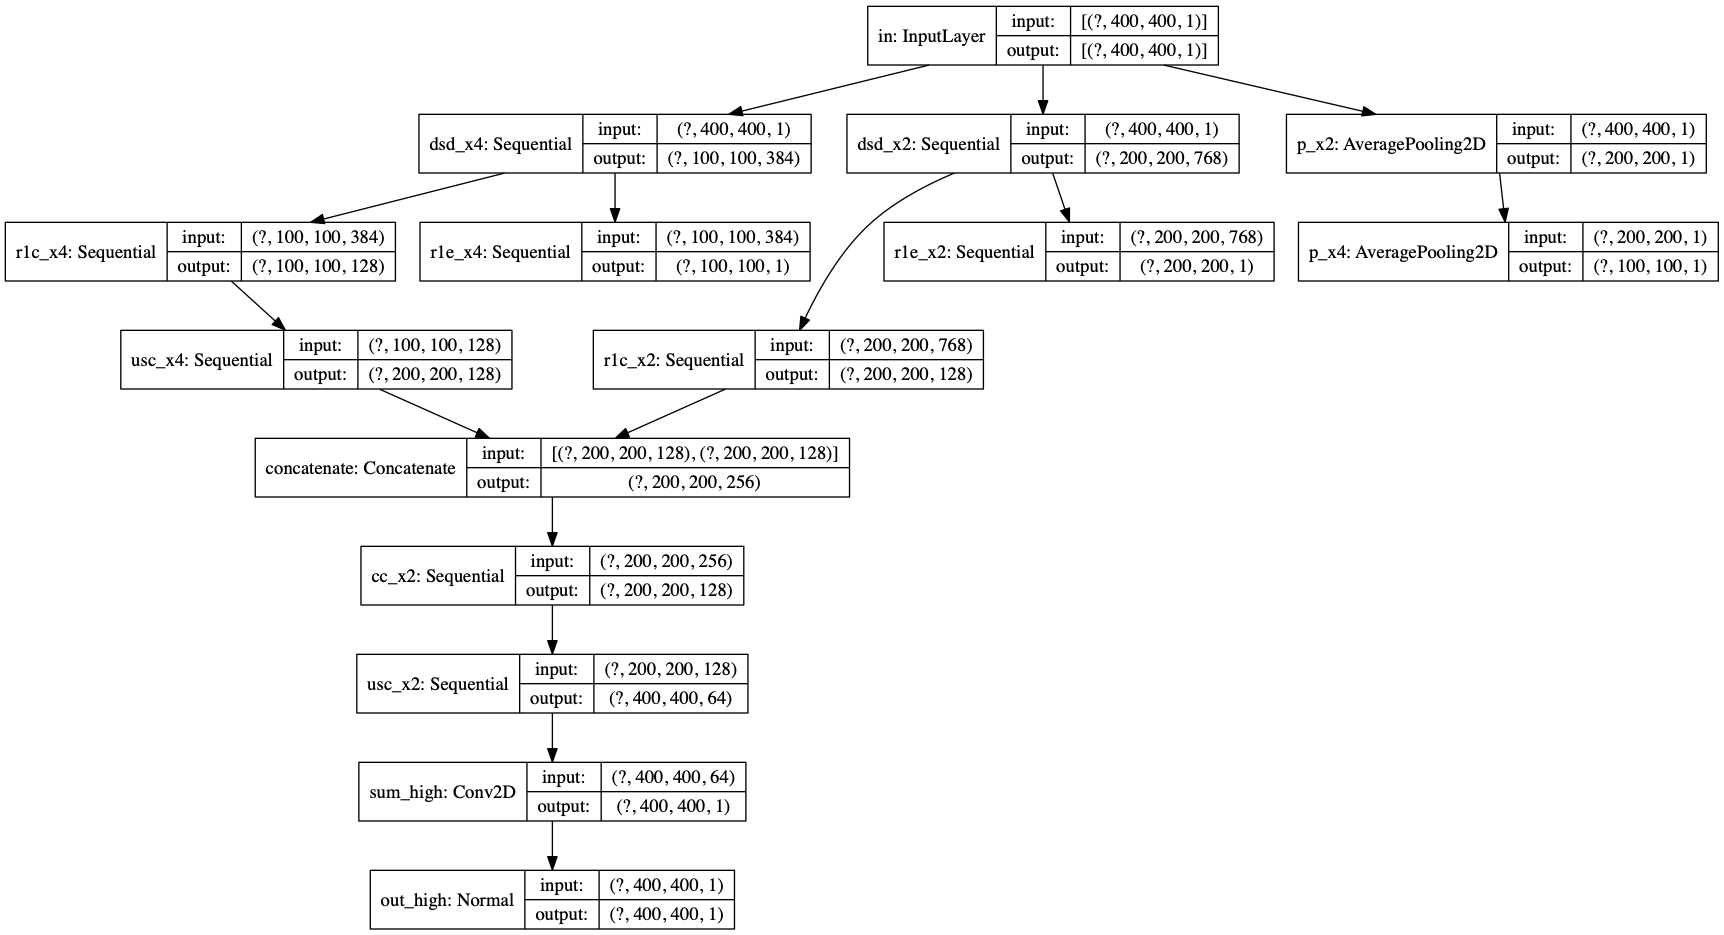 in: InputLayer
input:
[(?, 400, 400, 1)]
output:
[(?, 400, 400, 1)]
dsd_x4: Sequential
input:
(?, 400, 400, 1)
output:
(?, 100, 100, 384)
dsd_x2: Sequential
input:
(?, 400, 400, 1)
output:
(?, 200, 200, 768)
p_x2: AveragePooling2D
input:
(?, 400, 400, 1)
output:
(?, 200, 200, 1)
r1c_x4: Sequential
input:
(?, 100, 100, 384)
output:
(?, 100, 100, 128)
r1e_x4: Sequential
input:
(?, 100, 100, 384)
output:
(?, 100, 100, 1)
r1e_x2: Sequential
input:
(?, 200, 200, 768)
output:
(?, 200, 200, 1)
p_x4: AveragePooling2D
input:
(?, 200, 200, 1)
output:
(?, 100, 100, 1)
usc_x4: Sequential
input:
(?, 100, 100, 128)
output:
(?, 200, 200, 128)
r1c_x2: Sequential
input:
(?, 200, 200, 768)
output:
(?, 200, 200, 128)
concatenate: Concatenate
input:
[(?, 200, 200, 128), (?, 200, 200, 128)]
output:
(?, 200, 200, 256)
cc_x2: Sequential
input:
(?, 200, 200, 256)
output:
(?, 200, 200, 128)
usc_x2: Sequential
input:
(?, 200, 200, 128)
output:
(?, 400, 400, 64)
sum_high: Conv2D
input:
(?, 400, 400, 64)
output:
(?, 400, 400, 1)
out_high: Normal
input:
(?, 400, 400, 1)
output:
(?, 400, 400, 1)